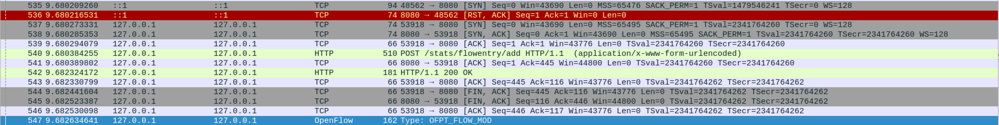 535 9.680209260 ::1 ::1 TCP 94 48562 → 8080 [SYN] Seq=0 Win=43690 Len=0 MSS=65476 SACK_PERM=1 TSval=1479546241 TSecr=0 WS=128
536 9.680216531 ::1 ::1 TCP 74 8080 → 48562 [RST, ACK] Seq=1 Ack=1 Win=0 Len=0
537 9.680273331 127.0.0.1 127.0.0.1 TCP 74 53918 → 8080 [SYN] Seq=0 Win=43690 Len=0 MSS=65495 SACK_PERM=1 TSval=2341764260 TSecr=0 WS=128
538 9.680285353 127.0.0.1 127.0.0.1 TCP 74 8080 → 53918 [SYN, ACK] Seq=0 Ack=1 Win=43690 Len=0 MSS=65495 SACK_PERM=1 TSval=2341764260 TSecr=2341764260 WS=128
539 9.680294079 127.0.0.1 127.0.0.1 TCP 66 53918 → 8080 [ACK] Seq=1 Ack=1 Win=43776 Len=0 TSval=2341764260 TSecr=2341764260
540 9.680384255 127.0.0.1 127.0.0.1 HTTP 510 POST /stats/flowentry/add HTTP/1.1 (application/x-www-form-urlencoded)
541 9.680389802 127.0.0.1 127.0.0.1 TCP 66 8080 → 53918 [ACK] Seq=1 Ack=445 Win=44800 Len=0 TSval=2341764260 TSecr=2341764260
542 9.682324172 127.0.0.1 127.0.0.1 HTTP 181 HTTP/1.1 200 OK
543 9.682330799 127.0.0.1 127.0.0.1 TCP 66 53918 → 8080 [ACK] Seq=445 Ack=116 Win=43776 Len=0 TSval=2341764262 TSecr=2341764262
544 9.682441604 127.0.0.1 127.0.0.1 TCP 66 53918 → 8080 [FIN, ACK] Seq=445 Ack=116 Win=43776 Len=0 TSval=2341764262 TSecr=2341764262
545 9.682523387 127.0.0.1 127.0.0.1 TCP 66 8080 → 53918 [FIN, ACK] Seq=116 Ack=446 Win=44800 Len=0 TSval=2341764262 TSecr=2341764262
546 9.682530098 127.0.0.1 127.0.0.1 TCP 66 53918 → 8080 [ACK] Seq=446 Ack=117 Win=43776 Len=0 TSval=2341764262 TSecr=2341764262
547 9.682634641 127.0.0.1 127.0.0.1 OpenFlow 162 Type: OFPT_FLOW_MOD